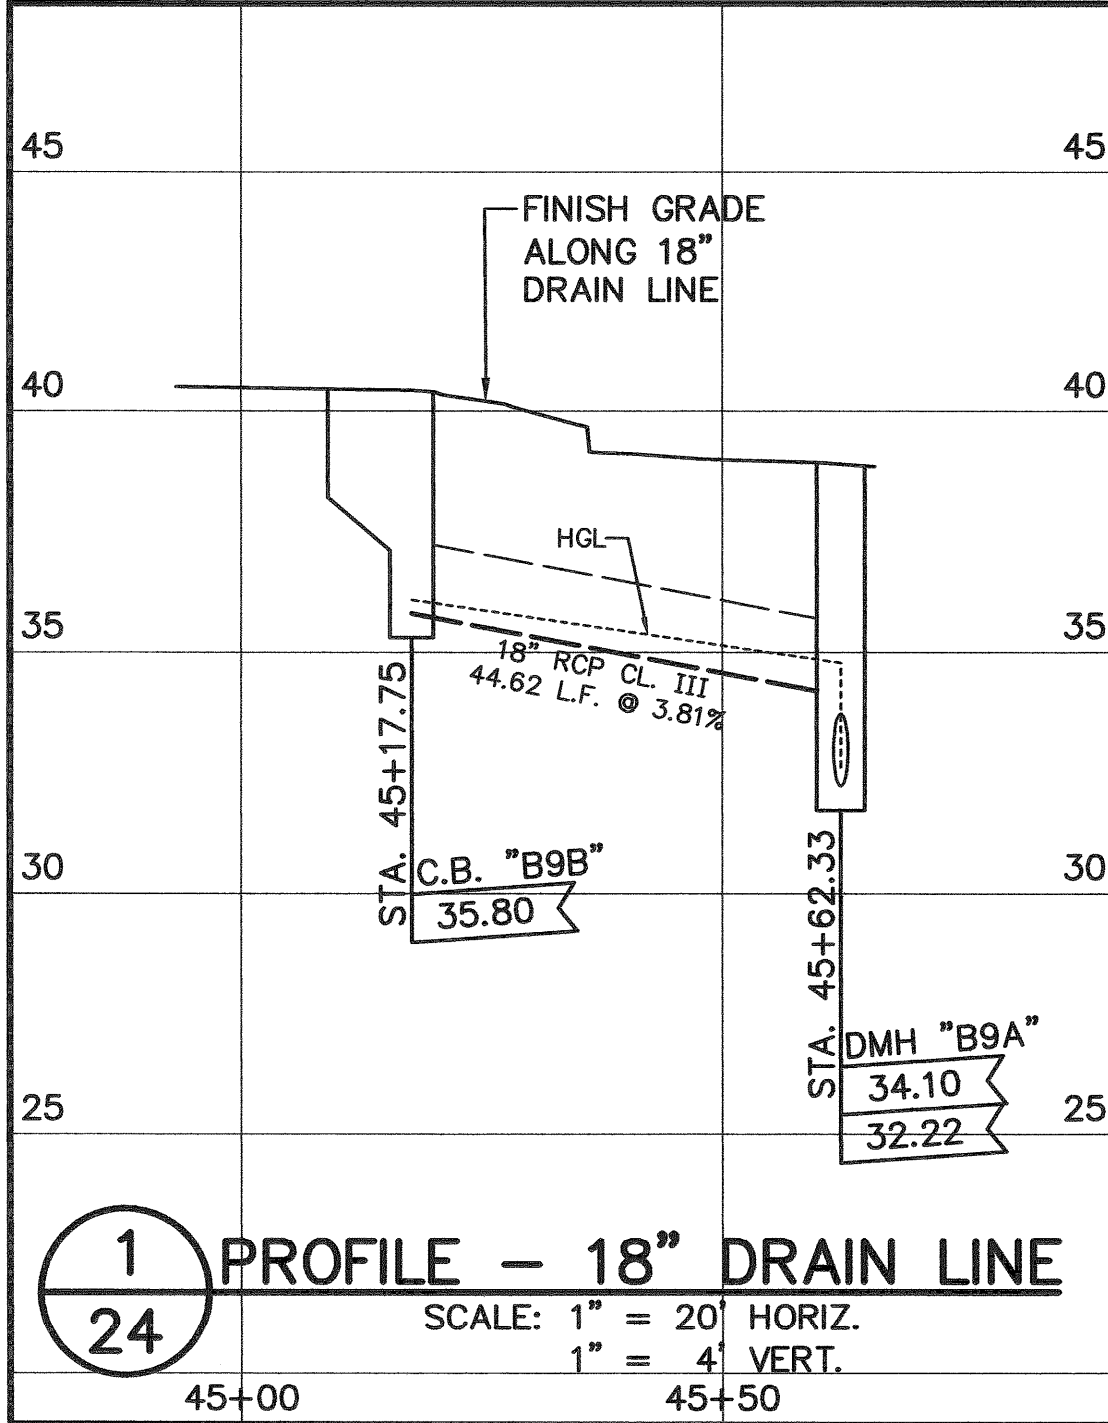 45 45
FINISH GRADE
ALONG 18"
DRAIN LINE
40 40
HGL
35 35
18" RCP CL. III
44.62 L.F. @ 3.81%
STA. 45+17.75
C.B. "B9B"
35.80
30 30
STA. 45+62.33
DMH "B9A"
34.10
32.22
25 25
1
24
PROFILE - 18" DRAIN LINE
SCALE: 1" = 20' HORIZ.
1" = 4' VERT.
45+00 45+50